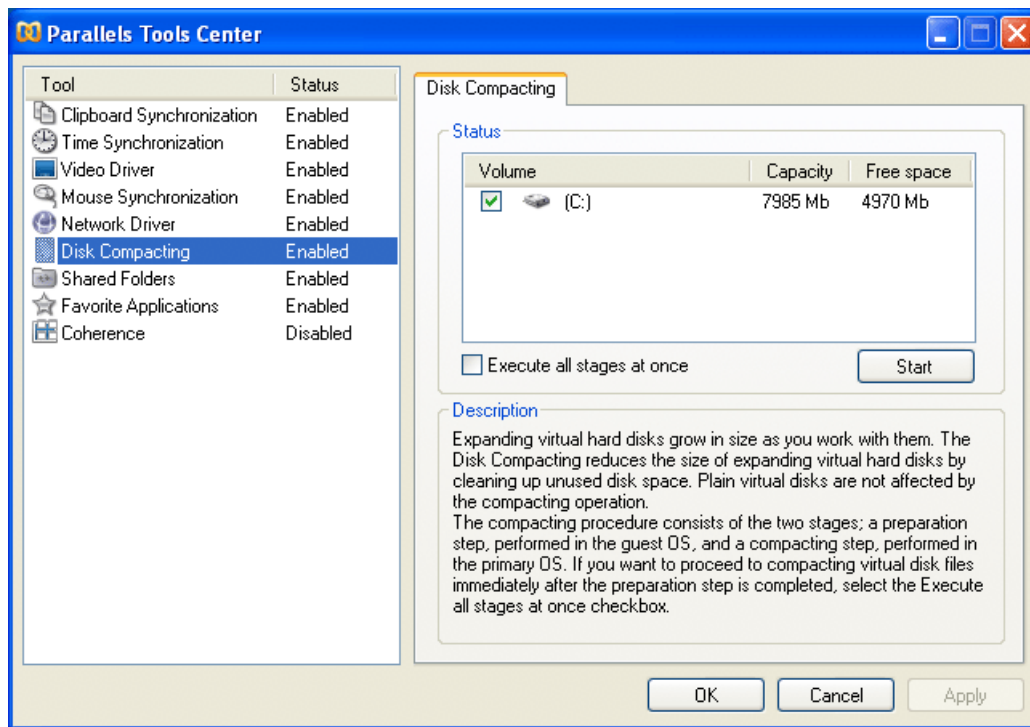 Parallels Tools Center
Tool Status
Clipboard Synchronization Enabled
Time Synchronization Enabled
Video Driver Enabled
Mouse Synchronization Enabled
Network Driver Enabled
Disk Compacting Enabled
Shared Folders Enabled
Favorite Applications Enabled
Coherence Disabled
Disk Compacting
Status
Volume Capacity Free space
(C:) 7985 Mb 4970 Mb
Execute all stages at once
Start
Description
Expanding virtual hard disks grow in size as you work with them. The
Disk Compacting reduces the size of expanding virtual hard disks by
cleaning up unused disk space. Plain virtual disks are not affected by
the compacting operation.
The compacting procedure consists of the two stages; a preparation
step, performed in the guest OS, and a compacting step, performed in
the primary OS. If you want to proceed to compacting virtual disk files
immediately after the preparation step is completed, select the Execute
all stages at once checkbox.
OK Cancel Apply